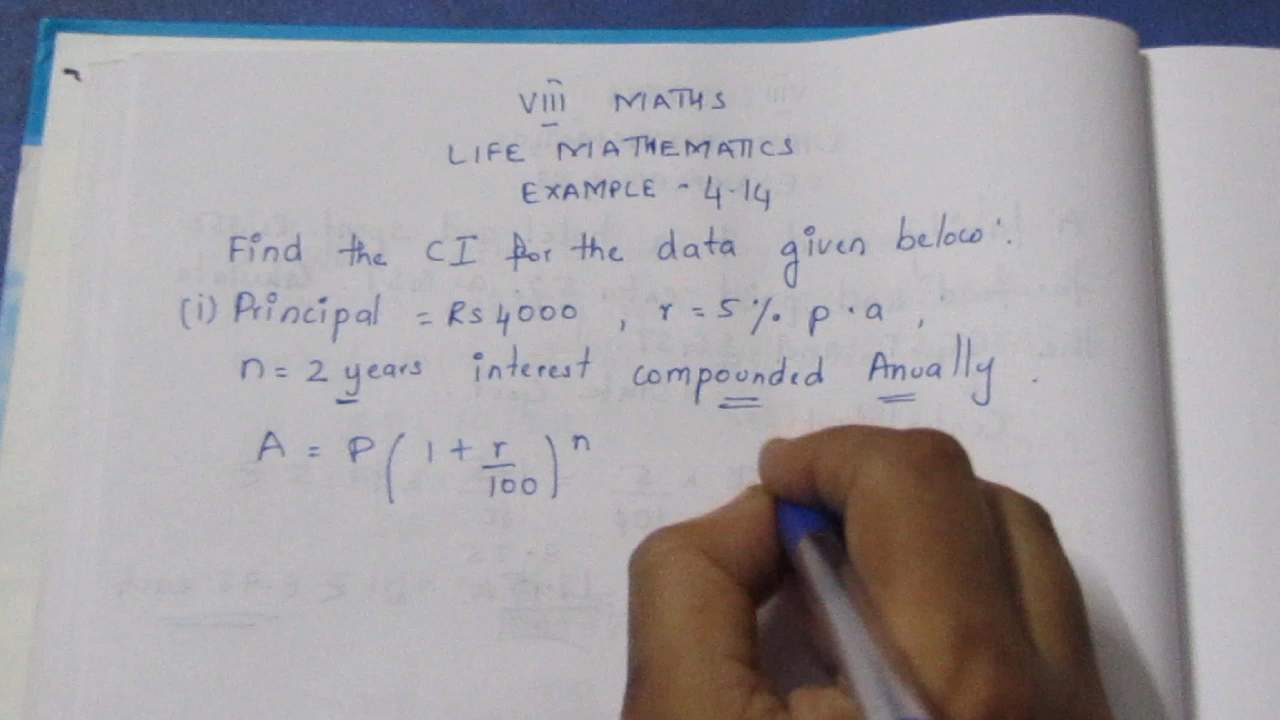 VIII MATHS
LIFE MATHEMATICS
EXAMPLE - 4.14
Find the CI for the data given below:
(i) Principal = Rs 4000 , r = 5 % p.a ,
n = 2 years interest compounded Anually .
A = P ( 1 + r/100 )^n